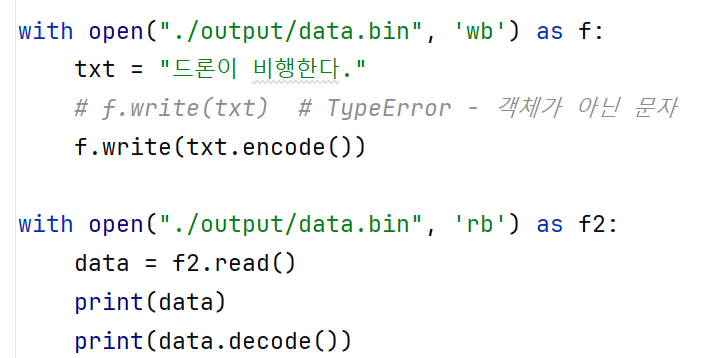 with open("./output/data.bin", 'wb') as f:
    txt = "드론이 비행한다."
    # f.write(txt)  # TypeError - 객체가 아닌 문자
    f.write(txt.encode())

with open("./output/data.bin", 'rb') as f2:
    data = f2.read()
    print(data)
    print(data.decode())